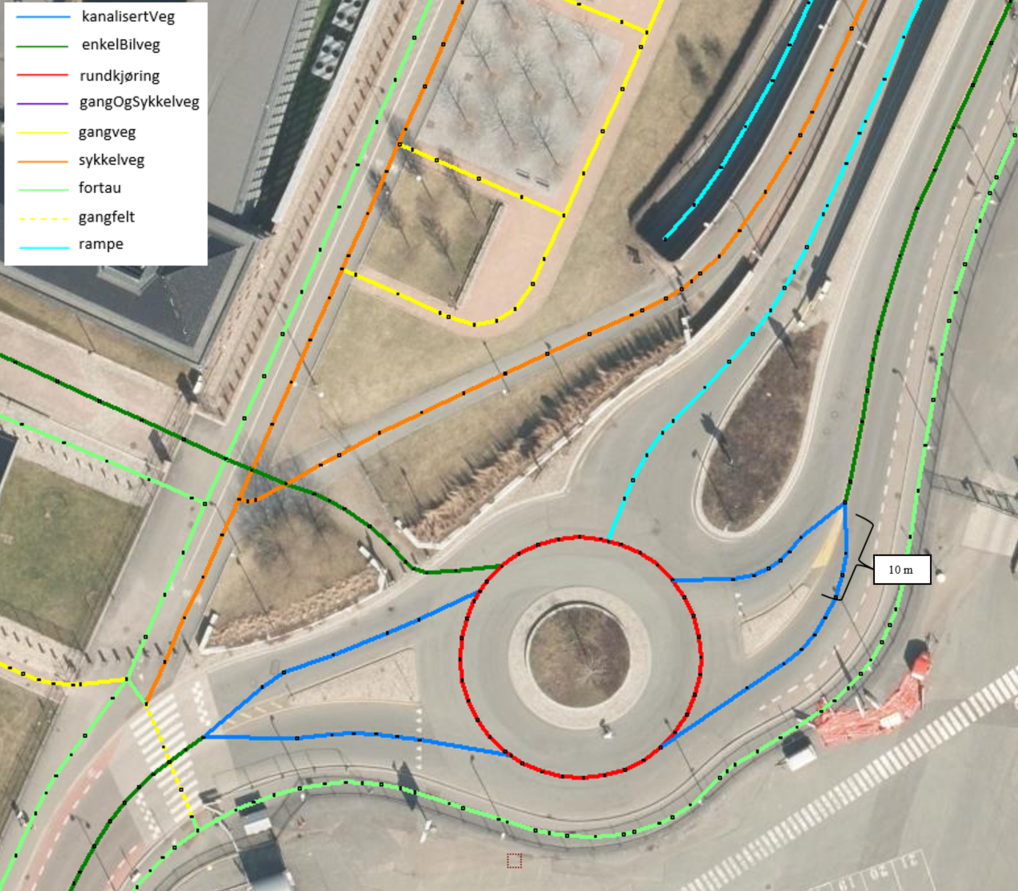 kanalisertVeg
enkelBilveg
rundkjøring
gangOgSykkelveg
gangveg
sykkelveg
fortau
gangfelt
rampe
10 m